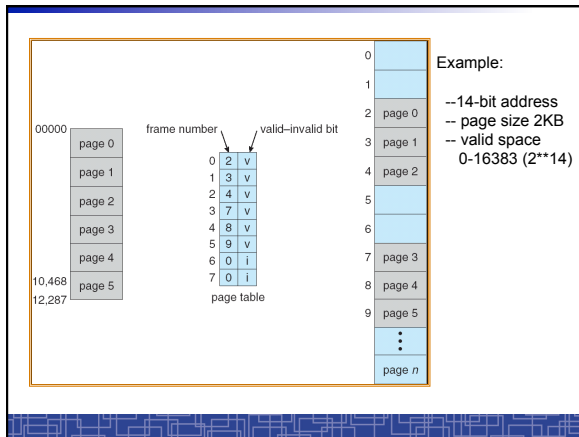 00000
page 0
page 1
page 2
page 3
page 4
page 5
10,468
12,287
frame number
valid–invalid bit
0 2 v
1 3 v
2 4 v
3 7 v
4 8 v
5 9 v
6 0 i
7 0 i
page table
0
1
2 page 0
3 page 1
4 page 2
5
6
7 page 3
8 page 4
9 page 5
page n
Example:
--14-bit address
-- page size 2KB
-- valid space
0-16383 (2**14)